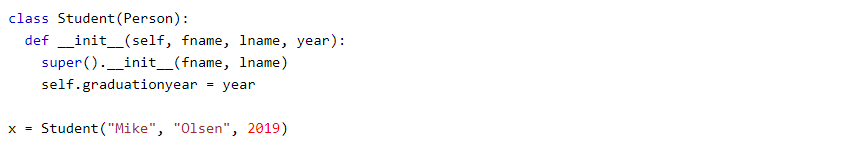 class Student(Person):
  def __init__(self, fname, lname, year):
    super().__init__(fname, lname)
    self.graduationyear = year

x = Student("Mike", "Olsen", 2019)